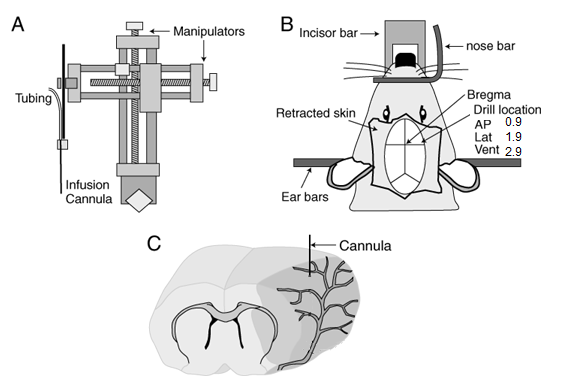 A
Manipulators
Tubing
Infusion
Cannula
B
Incisor bar
nose bar
Bregma
Drill location
Retracted skin
AP 0.9
Lat 1.9
Vent 2.9
Ear bars
C
Cannula